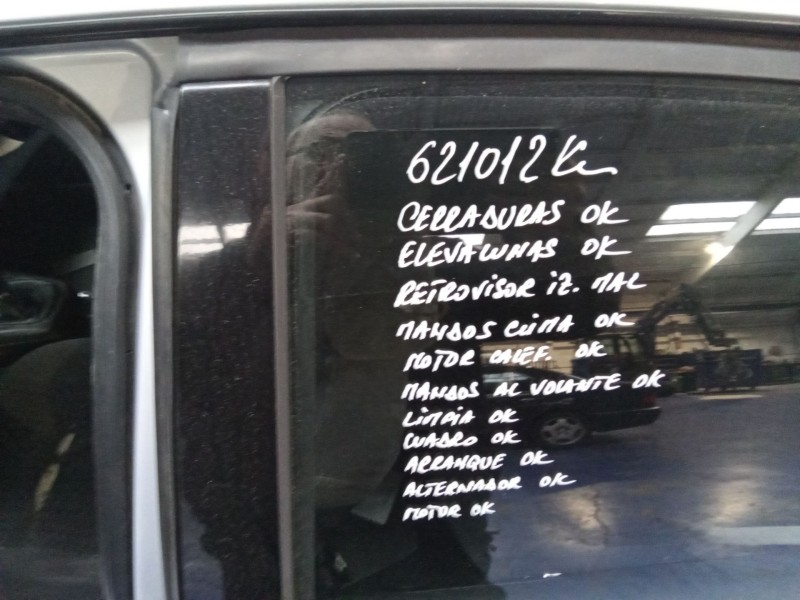 621012 Km
CERRADURAS OK
ELEVALUNAS OK
RETROVISOR IZ. MAL
MANDOS CLIMA OK
MOTOR CALEF. OK
MANDOS AL VOLANTE OK
LIMPIA OK
CUADRO OK
ARRANQUE OK
ALTERNADOR OK
MOTOR OK